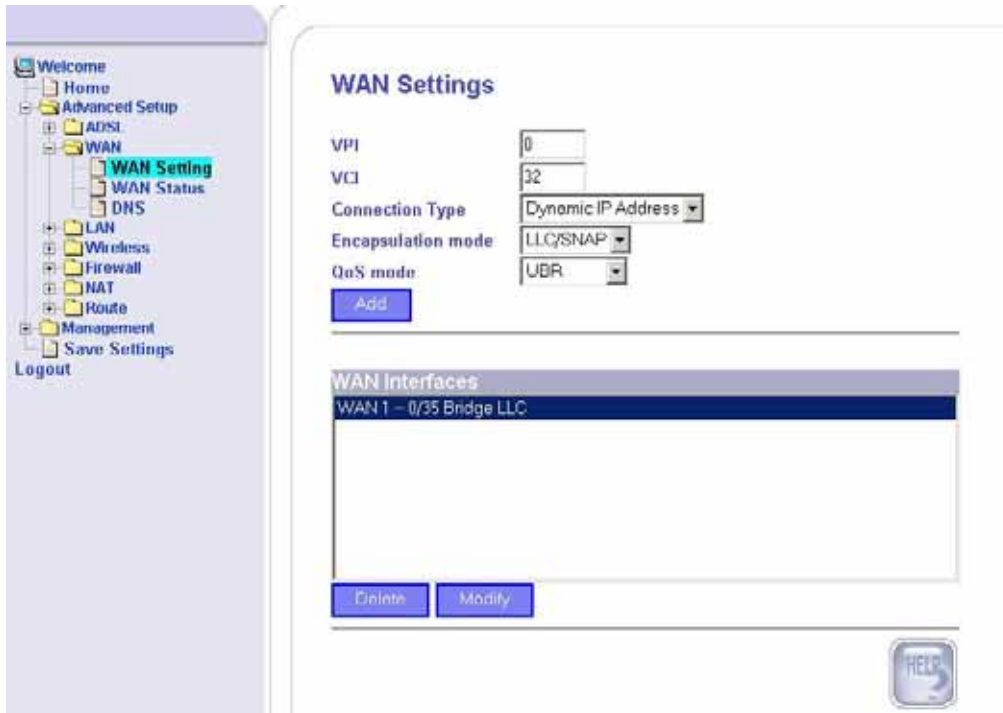 Welcome
Home
Advanced Setup
ADSL
WAN
WAN Setting
WAN Status
DNS
LAN
Wireless
Firewall
NAT
Route
Management
Save Settings
Logout
WAN Settings
VPI 0
VCI 32
Connection Type Dynamic IP Address
Encapsulation mode LLC/SNAP
QoS mode UBR
Add
WAN Interfaces
WAN 1 – 0/35 Bridge LLC
Delete Modify
HELP